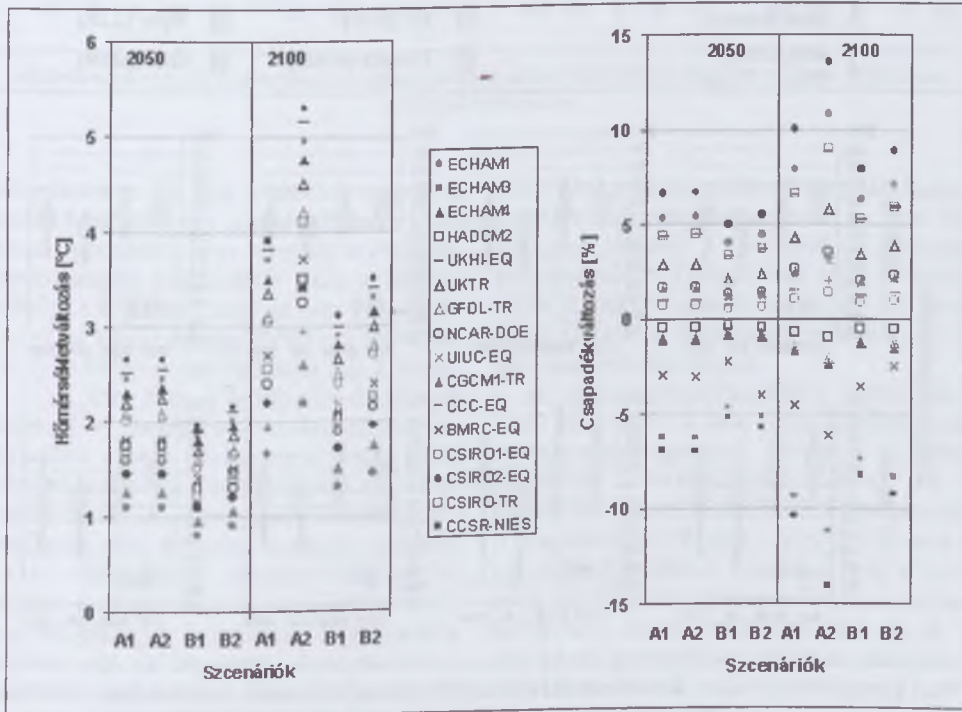 Hőmérsékletváltozás [°C]
6
5
4
3
2
1
0
2050
2100
A1 A2 B1 B2 A1 A2 B1 B2
Szcenáriók
ECHAM1
ECHAM3
ECHAM1
HADCM2
UKHI-EQ
UKTR
GFDL-TR
NCAR-DOE
UIUC-EQ
CGCM1-TR
CCC-EQ
BMRC-EQ
CSIRO1-EQ
CSIRO2-EQ
CSIRO-TR
CCSR-NIES
Csapadékváltozás [%]
15
10
5
0
-5
-10
-15
2050
2100
A1 A2 B1 B2 A1 A2 B1 B2
Szcenáriók